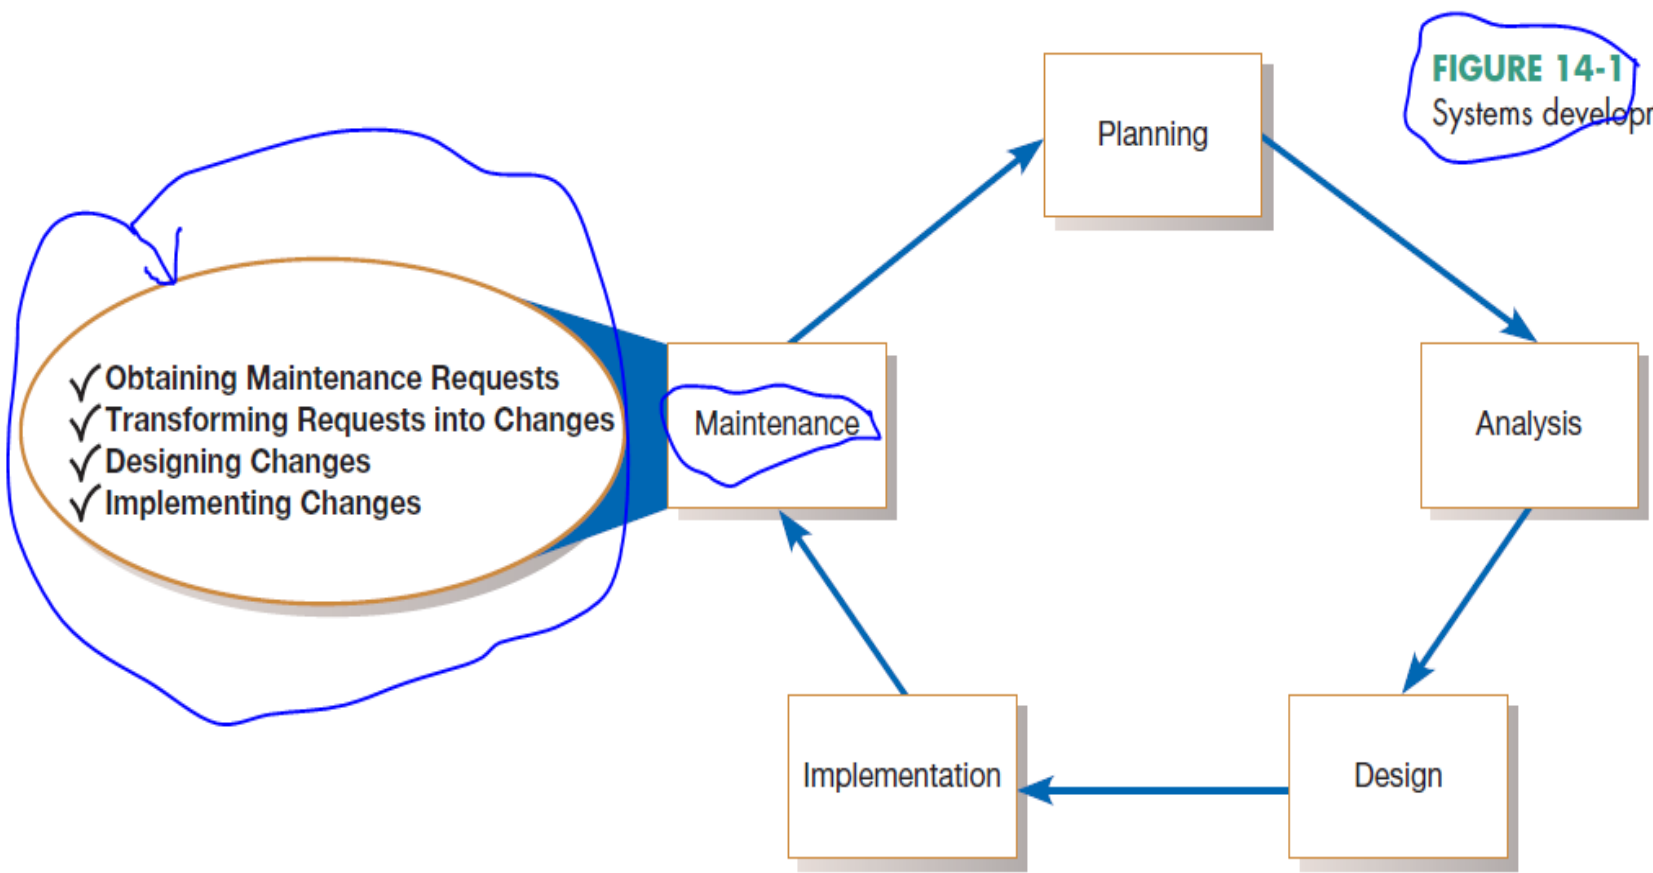 FIGURE 14-1
Systems
Planning
✓Obtaining Maintenance Requests
✓Transforming Requests into Changes
✓Designing Changes
✓Implementing Changes
Maintenance
Analysis
Implementation
Design